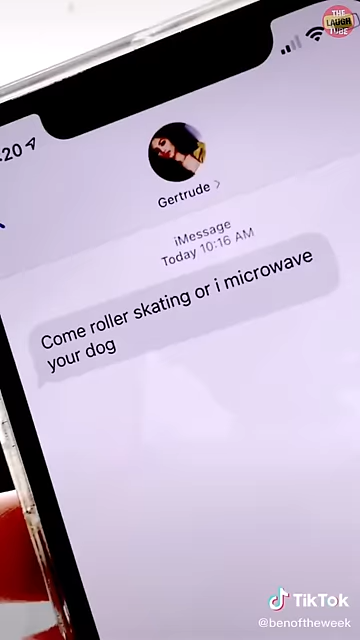 THE
LAUGH
TUBE
:20
Gertrude >
iMessage
Today 10:16 AM
Come roller skating or i microwave
your dog
TikTok
@benoftheweek